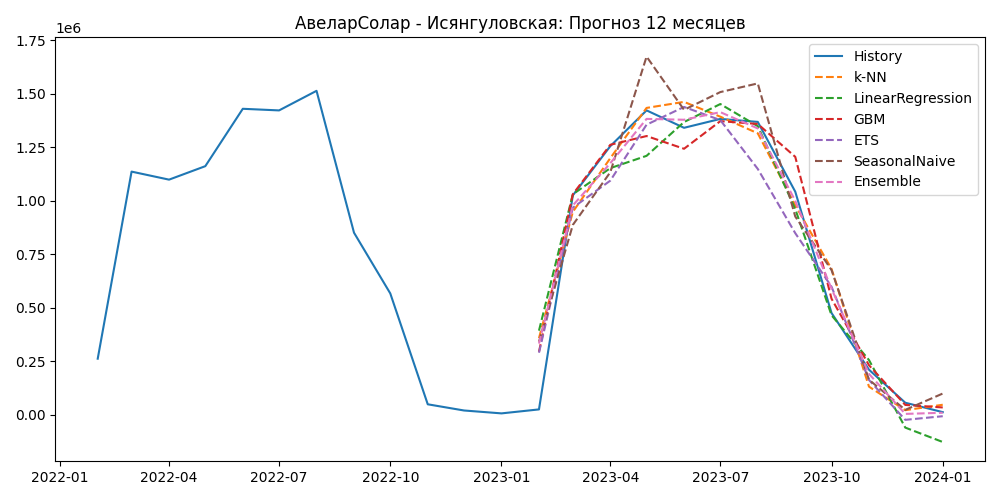 АвеларСолар - Исянгуловская: Прогноз 12 месяцев
1e6
1.75
1.50
1.25
1.00
0.75
0.50
0.25
0.00
2022-01 2022-04 2022-07 2022-10 2023-01 2023-04 2023-07 2023-10 2024-01
History
k-NN
LinearRegression
GBM
ETS
SeasonalNaive
Ensemble